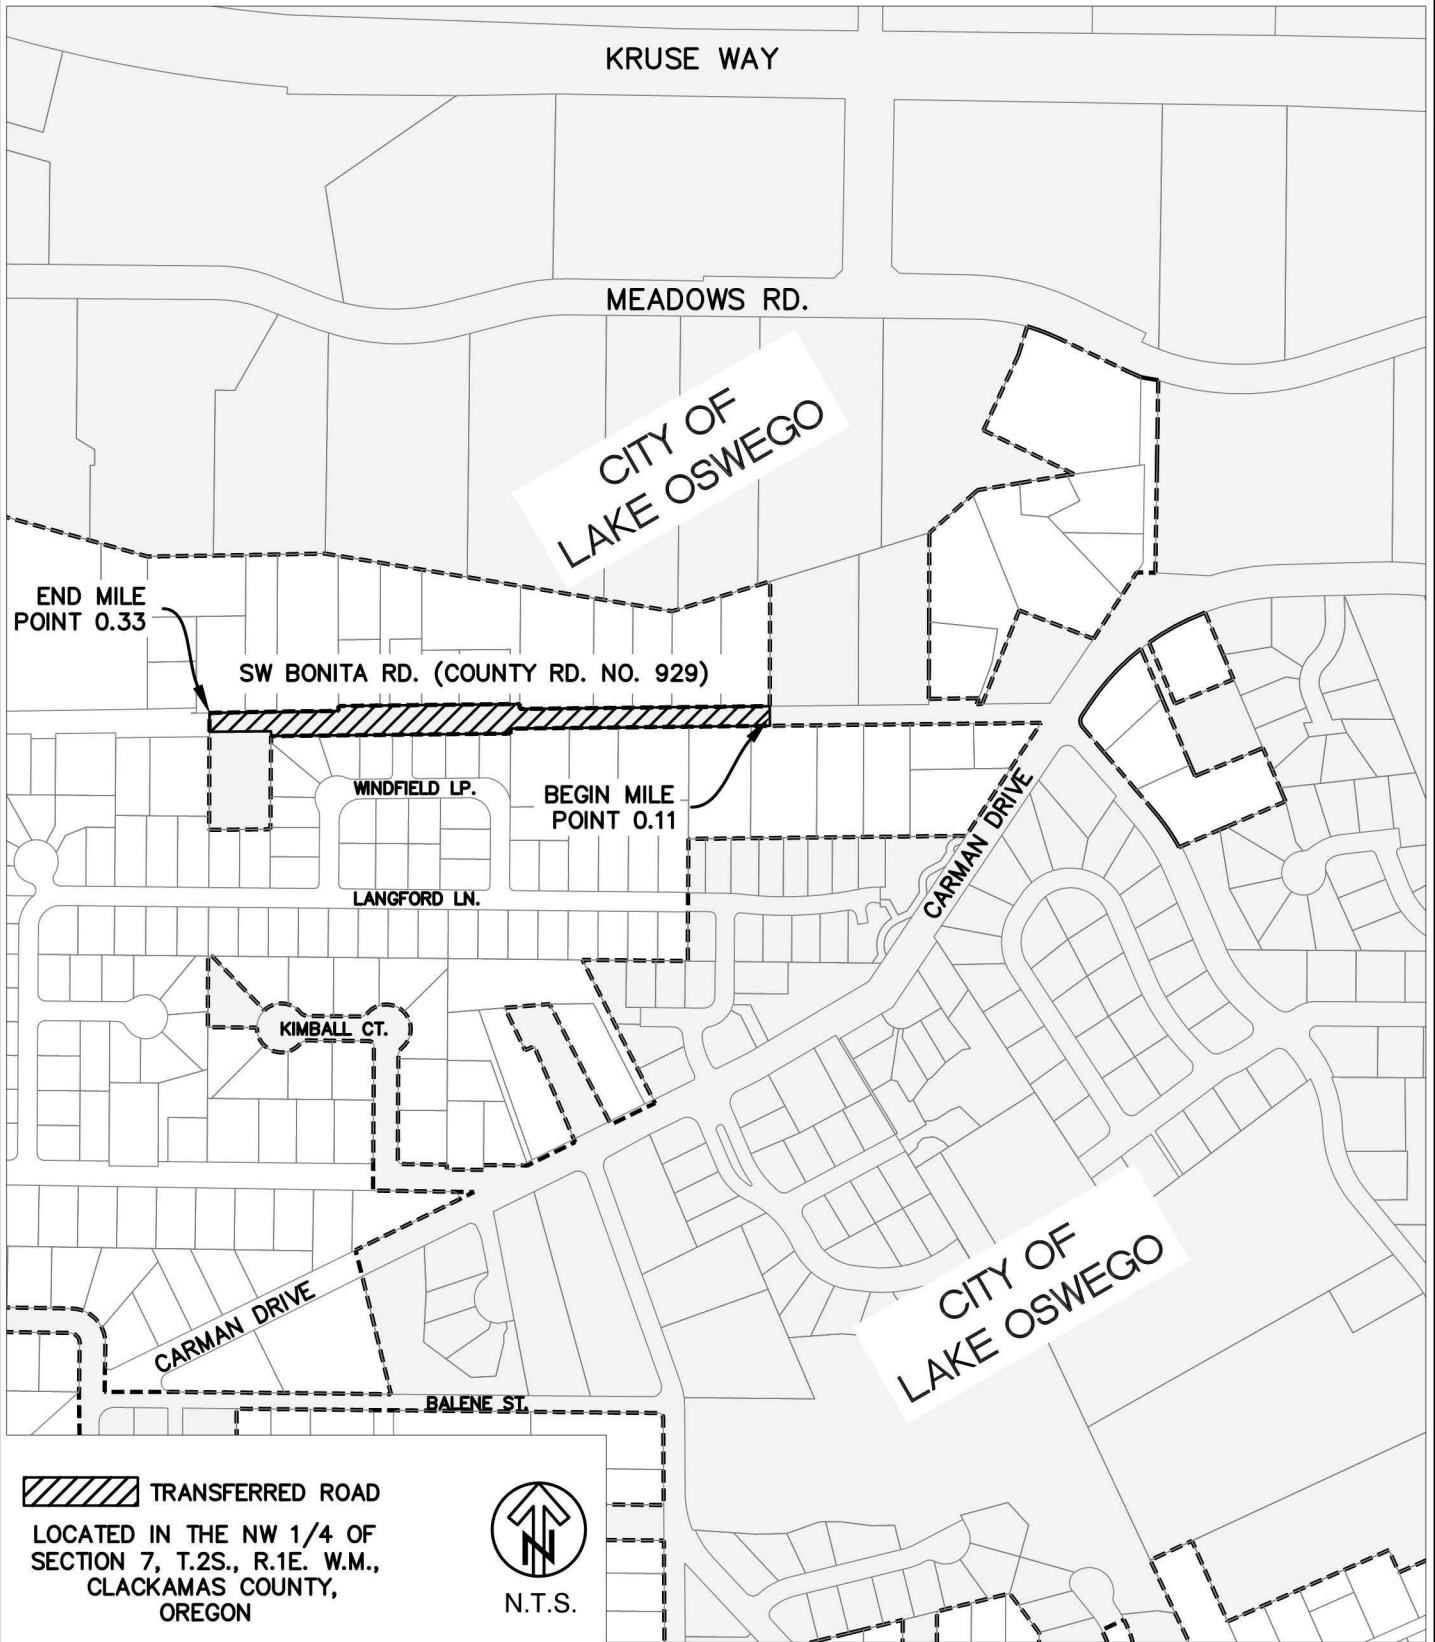 KRUSE WAY
MEADOWS RD.
CITY OF
LAKE OSWEGO
END MILE
POINT 0.33
SW BONITA RD. (COUNTY RD. NO. 929)
WINDFIELD LP.
BEGIN MILE
POINT 0.11
CARMAN DRIVE
LANGFORD LN.
KIMBALL CT.
CITY OF
LAKE OSWEGO
CARMAN DRIVE
BALENE ST.
TRANSFERRED ROAD
LOCATED IN THE NW 1/4 OF
SECTION 7, T.2S., R.1E. W.M.,
CLACKAMAS COUNTY,
OREGON
N
N.T.S.